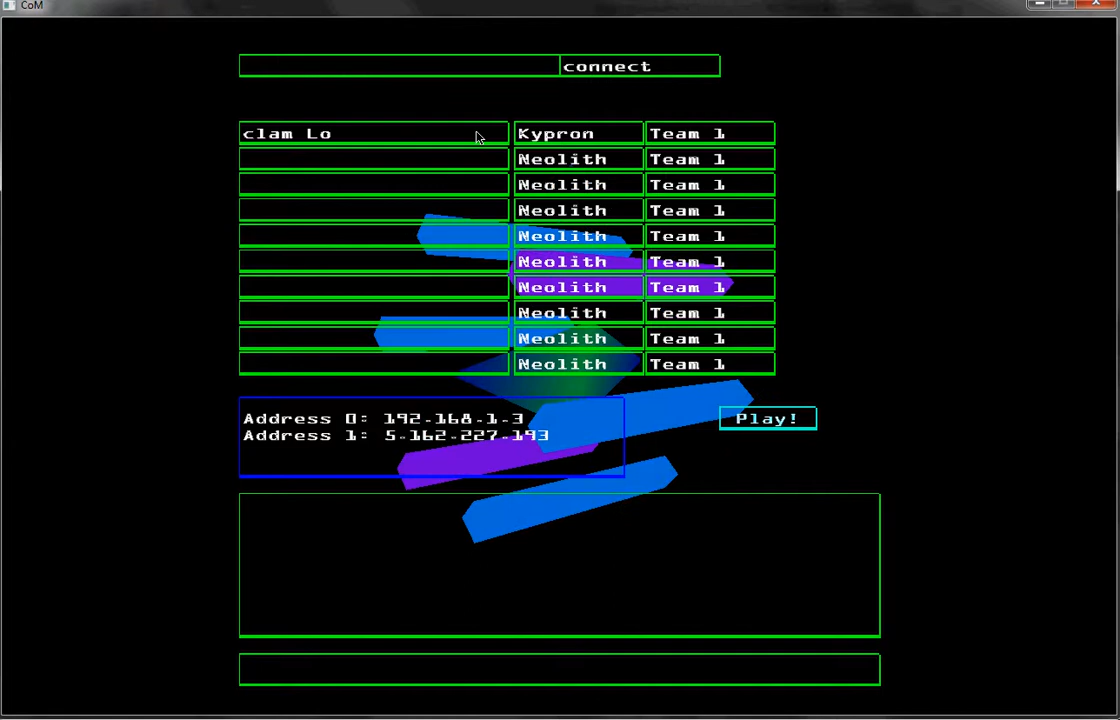 CoM
connect
clam Lo Kypron Team 1
Neolith Team 1
Neolith Team 1
Neolith Team 1
Neolith Team 1
Neolith Team 1
Neolith Team 1
Neolith Team 1
Neolith Team 1
Neolith Team 1
Address 0: 192.168.1.3
Address 1: 5.162.227.193
Play!